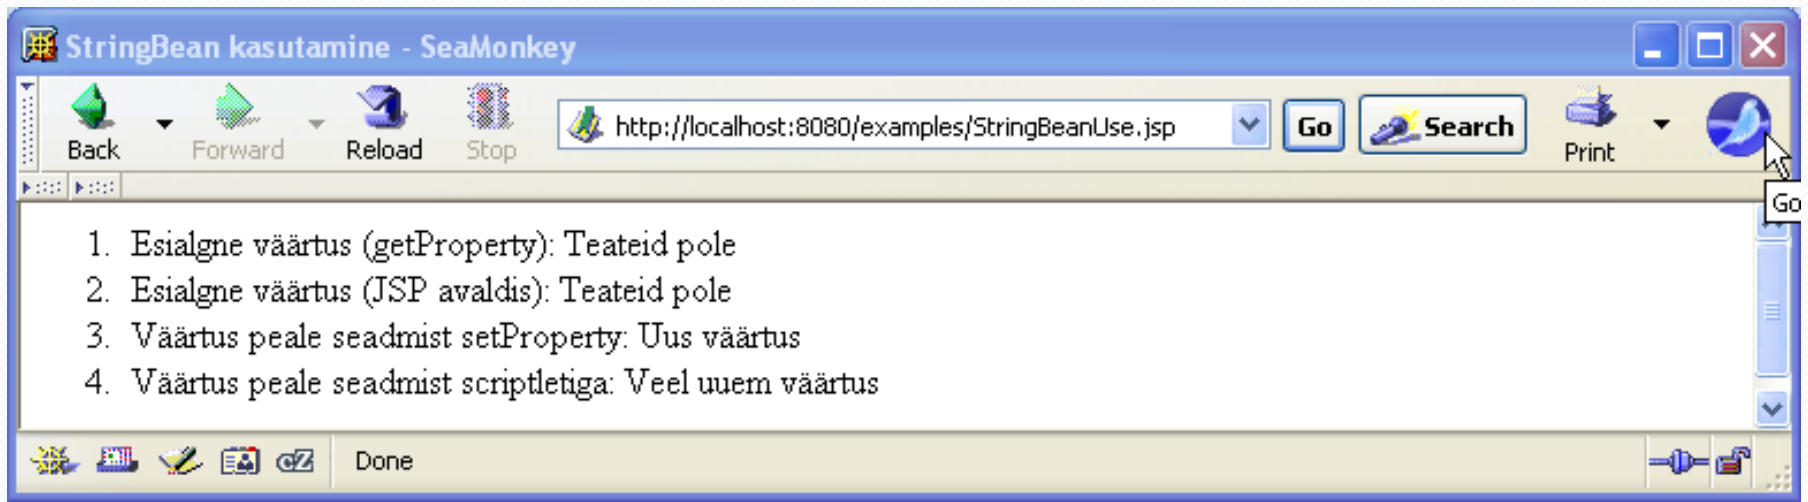 StringBean kasutamine - SeaMonkey
Back Forward Reload Stop http://localhost:8080/examples/StringBeanUse.jsp Go Search Print
Go
1. Esialgne väärtus (getProperty): Teateid pole
2. Esialgne väärtus (JSP avaldis): Teateid pole
3. Väärtus peale seadmist setProperty: Uus väärtus
4. Väärtus peale seadmist scriptletiga: Veel uuem väärtus
cZ Done